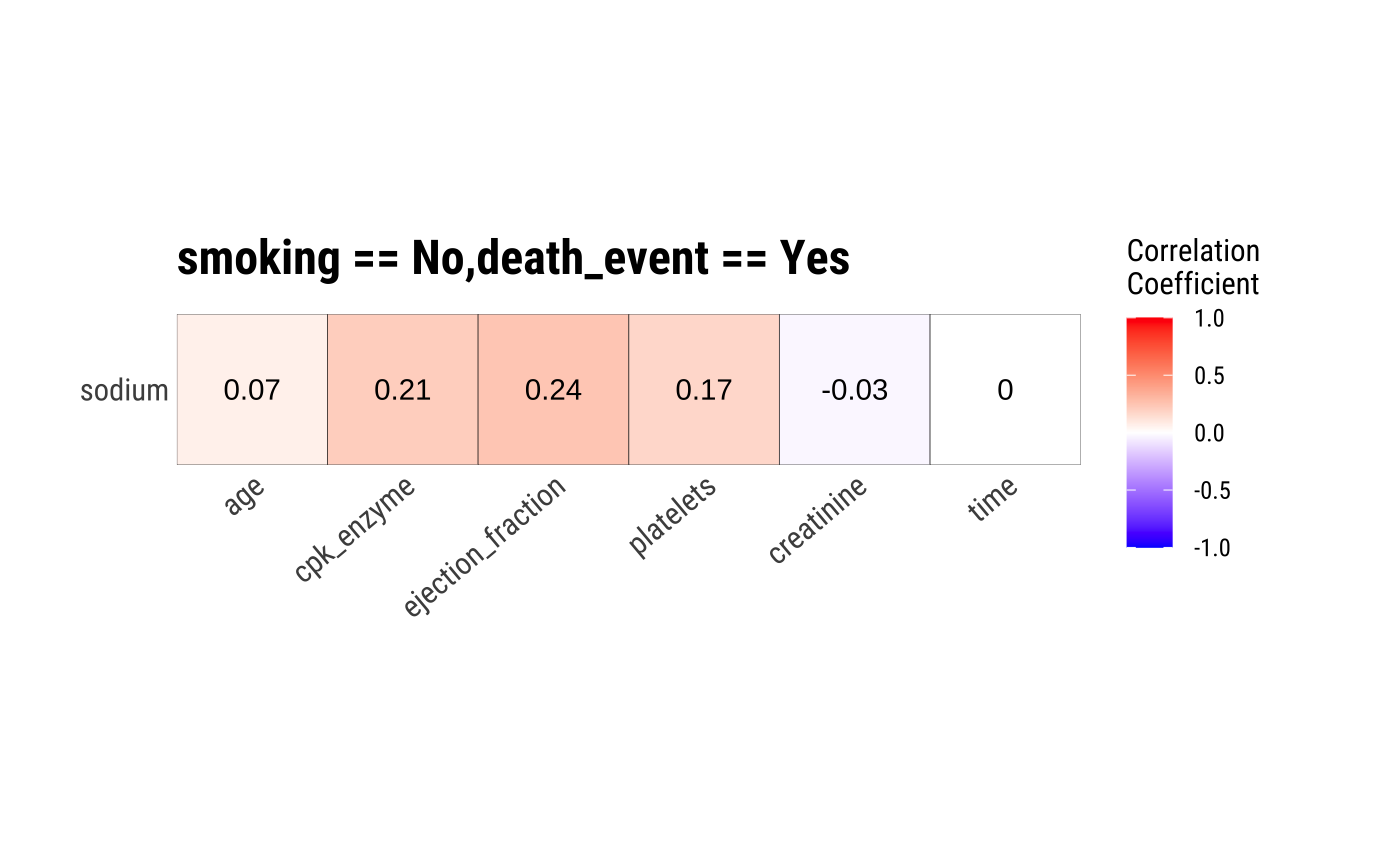 smoking == No,death_event == Yes
Correlation
Coefficient
1.0
0.5
0.0
-0.5
-1.0
sodium
0.07
0.21
0.24
0.17
-0.03
0
age
cpk_enzyme
ejection_fraction
platelets
creatinine
time